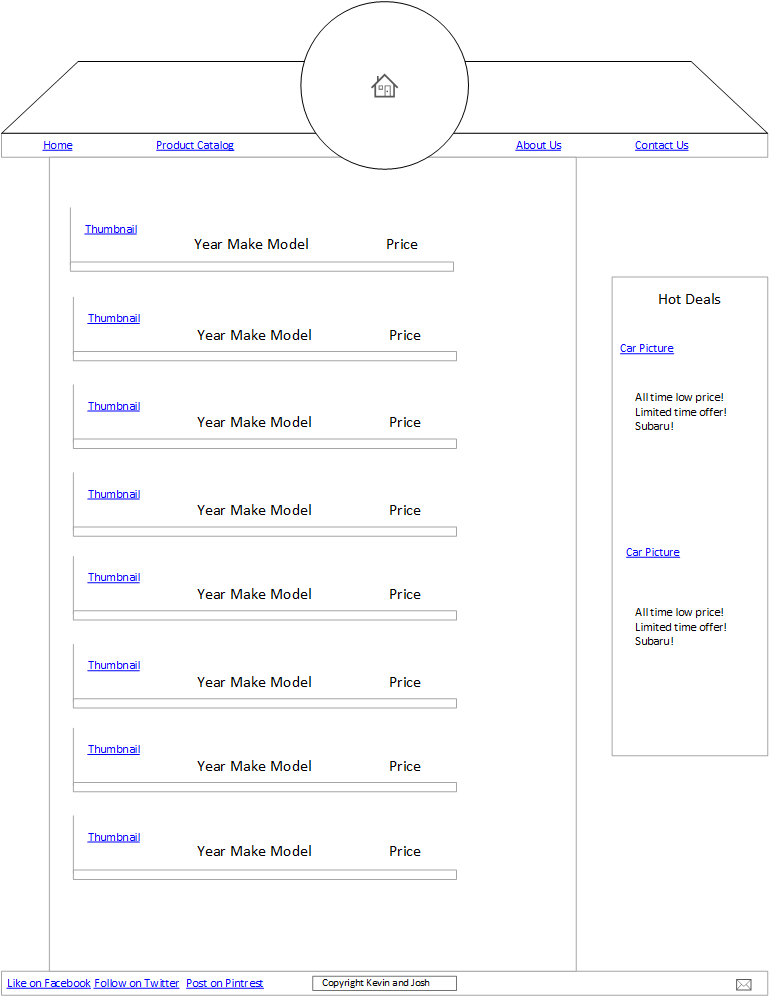 Home Product Catalog About Us Contact Us
Thumbnail
Year Make Model Price
Thumbnail
Year Make Model Price
Thumbnail
Year Make Model Price
Thumbnail
Year Make Model Price
Thumbnail
Year Make Model Price
Thumbnail
Year Make Model Price
Thumbnail
Year Make Model Price
Thumbnail
Year Make Model Price
Hot Deals
Car Picture
All time low price!
Limited time offer!
Subaru!
Car Picture
All time low price!
Limited time offer!
Subaru!
Like on Facebook Follow on Twitter Post on Pintrest Copyright Kevin and Josh